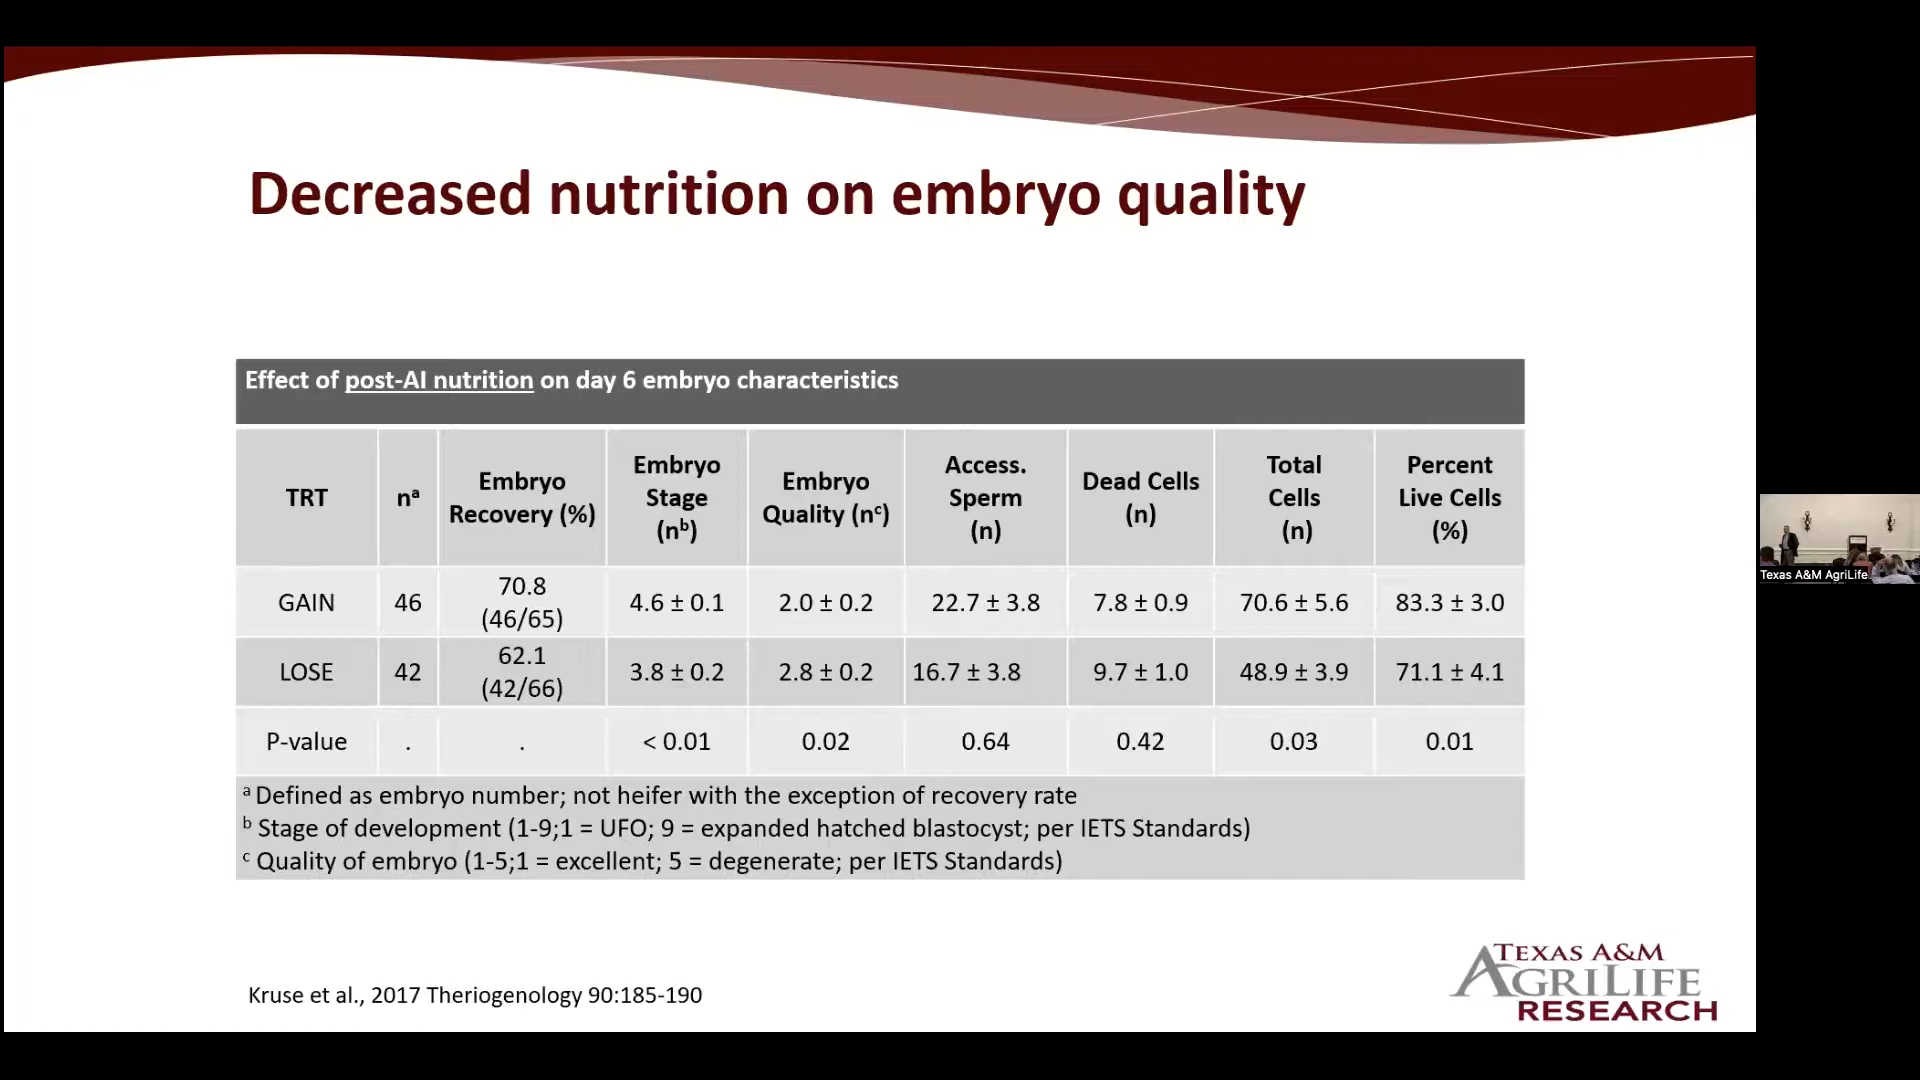 Decreased nutrition on embryo quality
Effect of post-AI nutrition on day 6 embryo characteristics
TRT
nᵃ
Embryo
Recovery (%)
Embryo
Stage
(nᵇ)
Embryo
Quality (nᶜ)
Access.
Sperm
(n)
Dead Cells
(n)
Total
Cells
(n)
Percent
Live Cells
(%)
GAIN
46
70.8
(46/65)
4.6 ± 0.1
2.0 ± 0.2
22.7 ± 3.8
7.8 ± 0.9
70.6 ± 5.6
83.3 ± 3.0
LOSE
42
62.1
(42/66)
3.8 ± 0.2
2.8 ± 0.2
16.7 ± 3.8
9.7 ± 1.0
48.9 ± 3.9
71.1 ± 4.1
P-value
.
.
< 0.01
0.02
0.64
0.42
0.03
0.01
ᵃ Defined as embryo number; not heifer with the exception of recovery rate
ᵇ Stage of development (1-9;1 = UFO; 9 = expanded hatched blastocyst; per IETS Standards)
ᶜ Quality of embryo (1-5;1 = excellent; 5 = degenerate; per IETS Standards)
Kruse et al., 2017 Theriogenology 90:185-190
TEXAS A&M
AGRILIFE
RESEARCH
Texas A&M AgriLife